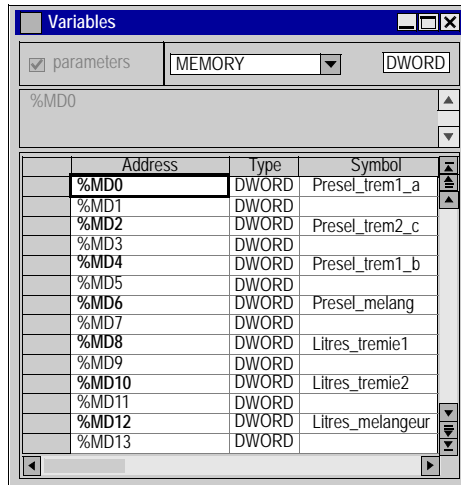 Variables
parameters MEMORY DWORD
%MD0
Address Type Symbol
%MD0 DWORD Presel_trem1_a
%MD1 DWORD
%MD2 DWORD Presel_trem2_c
%MD3 DWORD
%MD4 DWORD Presel_trem1_b
%MD5 DWORD
%MD6 DWORD Presel_melang
%MD7 DWORD
%MD8 DWORD Litres_tremie1
%MD9 DWORD
%MD10 DWORD Litres_tremie2
%MD11 DWORD
%MD12 DWORD Litres_melangeur
%MD13 DWORD